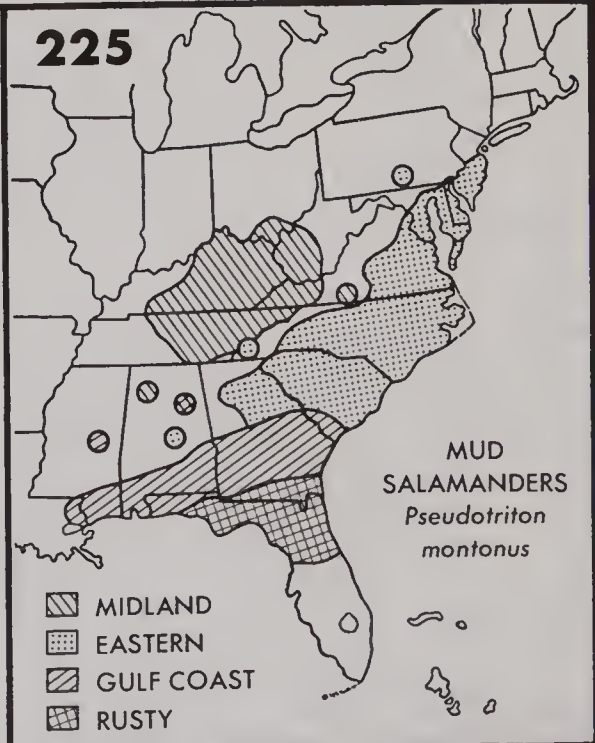 225
MUD
SALAMANDERS
Pseudotriton
montonus
MIDLAND
EASTERN
GULF COAST
RUSTY